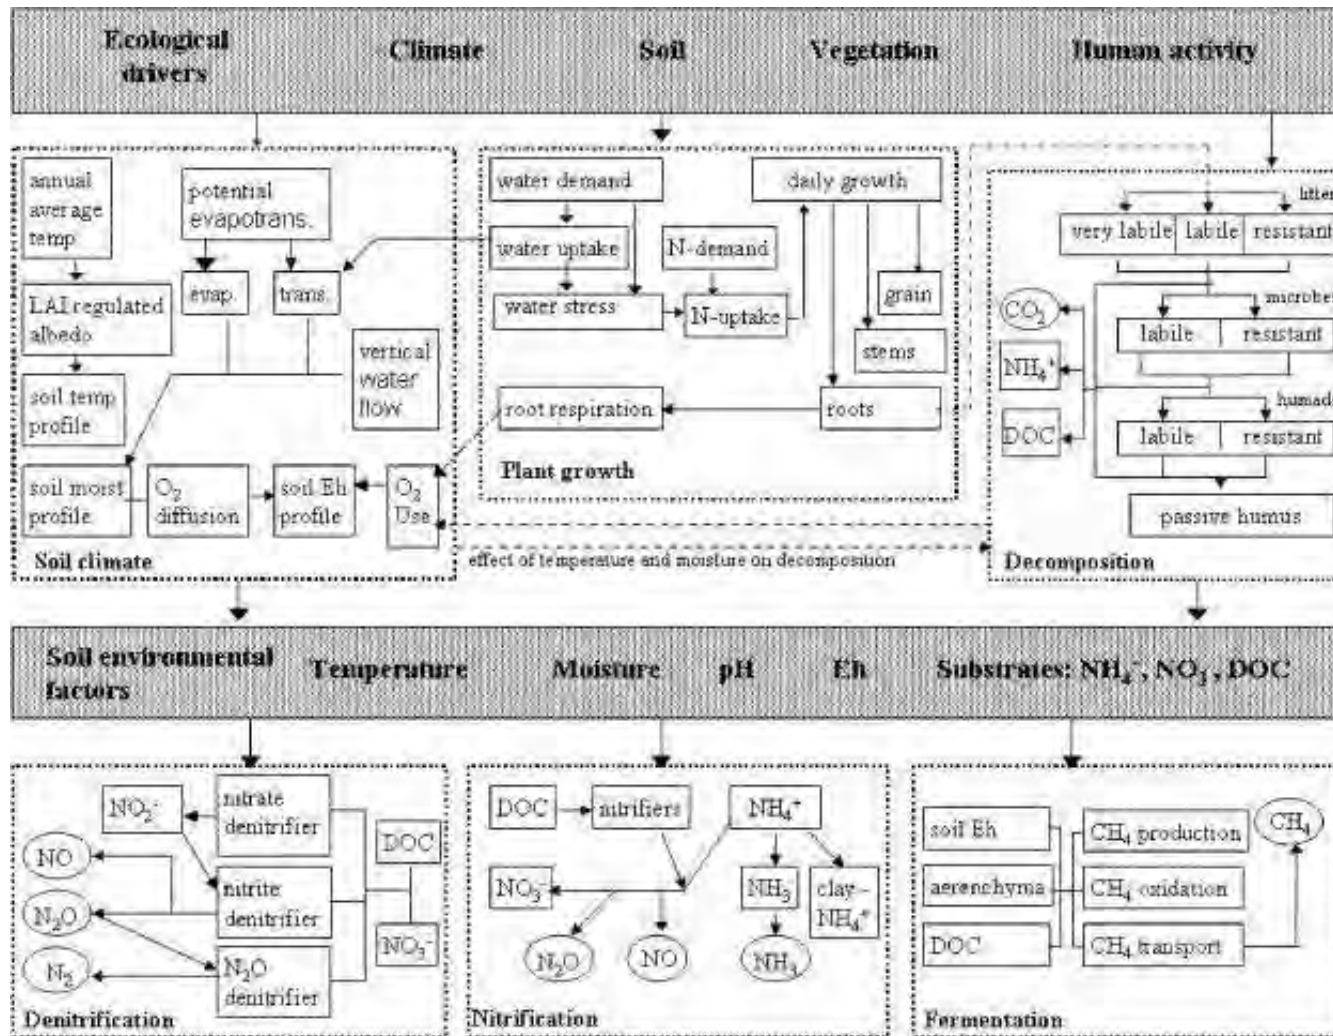 Ecological
drivers
Climate
Soil
Vegetation
Human activity
annual
average
temp
potential
evapotrans.
LAI regulated
albedo
evap.
trans.
vertical
water
flow
soil temp
profile
soil moist
profile
O₂
diffusion
soil Eh
profile
O₂
Use
Soil climate
water demand
daily growth
water uptake
N-demand
water stress
N-uptake
grain
stems
root respiration
roots
Plant growth
effect of temperature and moisture on decomposition
litte
very labile
labile
resistant
CO₂
microbe
labile
resistant
NH₄⁺
humad
DOC
labile
resistant
passive humus
Decomposition
Soil environmental
factors
Temperature
Moisture
pH
Eh
Substrates: NH₄⁻, NO₃⁻, DOC
NO₂⁻
nitrate
denitrifier
DOC
NO
nitrite
denitrifier
N₂O
NO₃⁻
N₂
N₂O
denitrifier
Denitrification
DOC
nitrifiers
NH₄⁺
NO₃⁻
NH₃
clay-
NH₄⁺
N₂O
NO
NH₃
Nitrification
soil Eh
CH₄ production
CH₄
aerenchyma
CH₄ oxidation
DOC
CH₄ transport
Fermentation